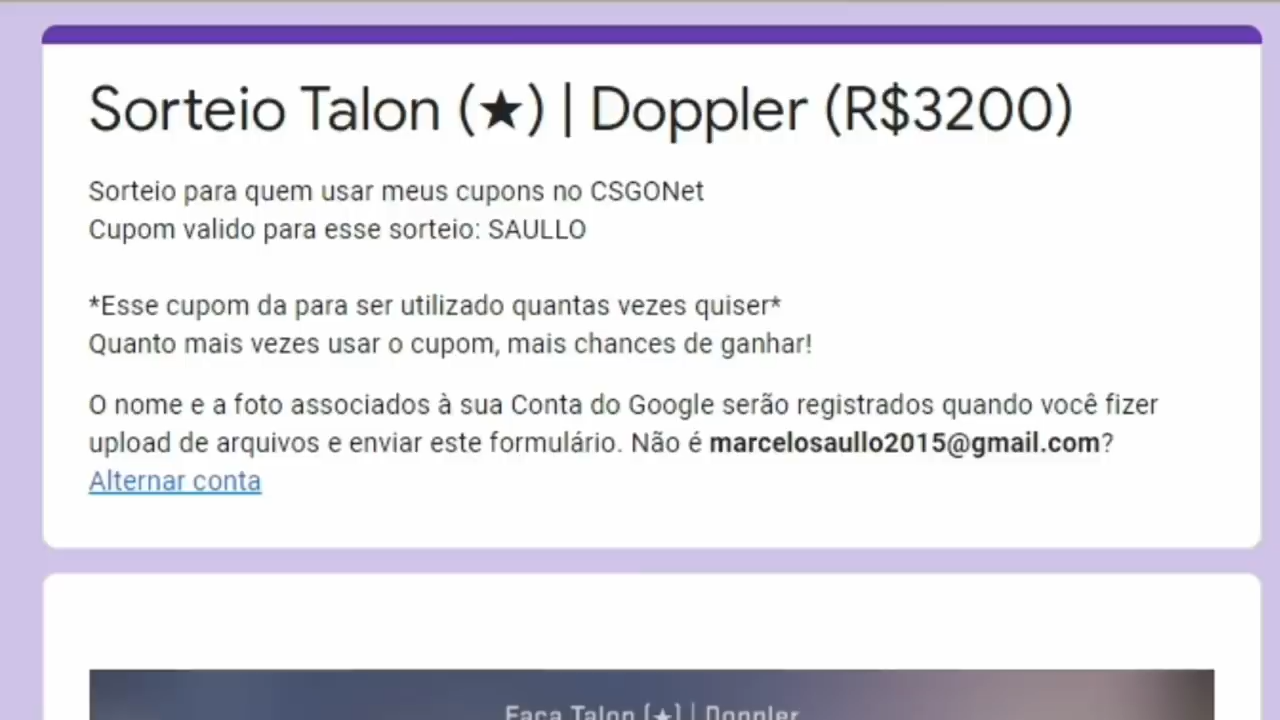 Sorteio Talon (★) | Doppler (R$3200)
Sorteio para quem usar meus cupons no CSGONet
Cupom valido para esse sorteio: SAULLO
*Esse cupom da para ser utilizado quantas vezes quiser*
Quanto mais vezes usar o cupom, mais chances de ganhar!
O nome e a foto associados à sua Conta do Google serão registrados quando você fizer
upload de arquivos e enviar este formulário. Não é marcelosaullo2015@gmail.com?
Alternar conta
Faca Talon (★) | Doppler